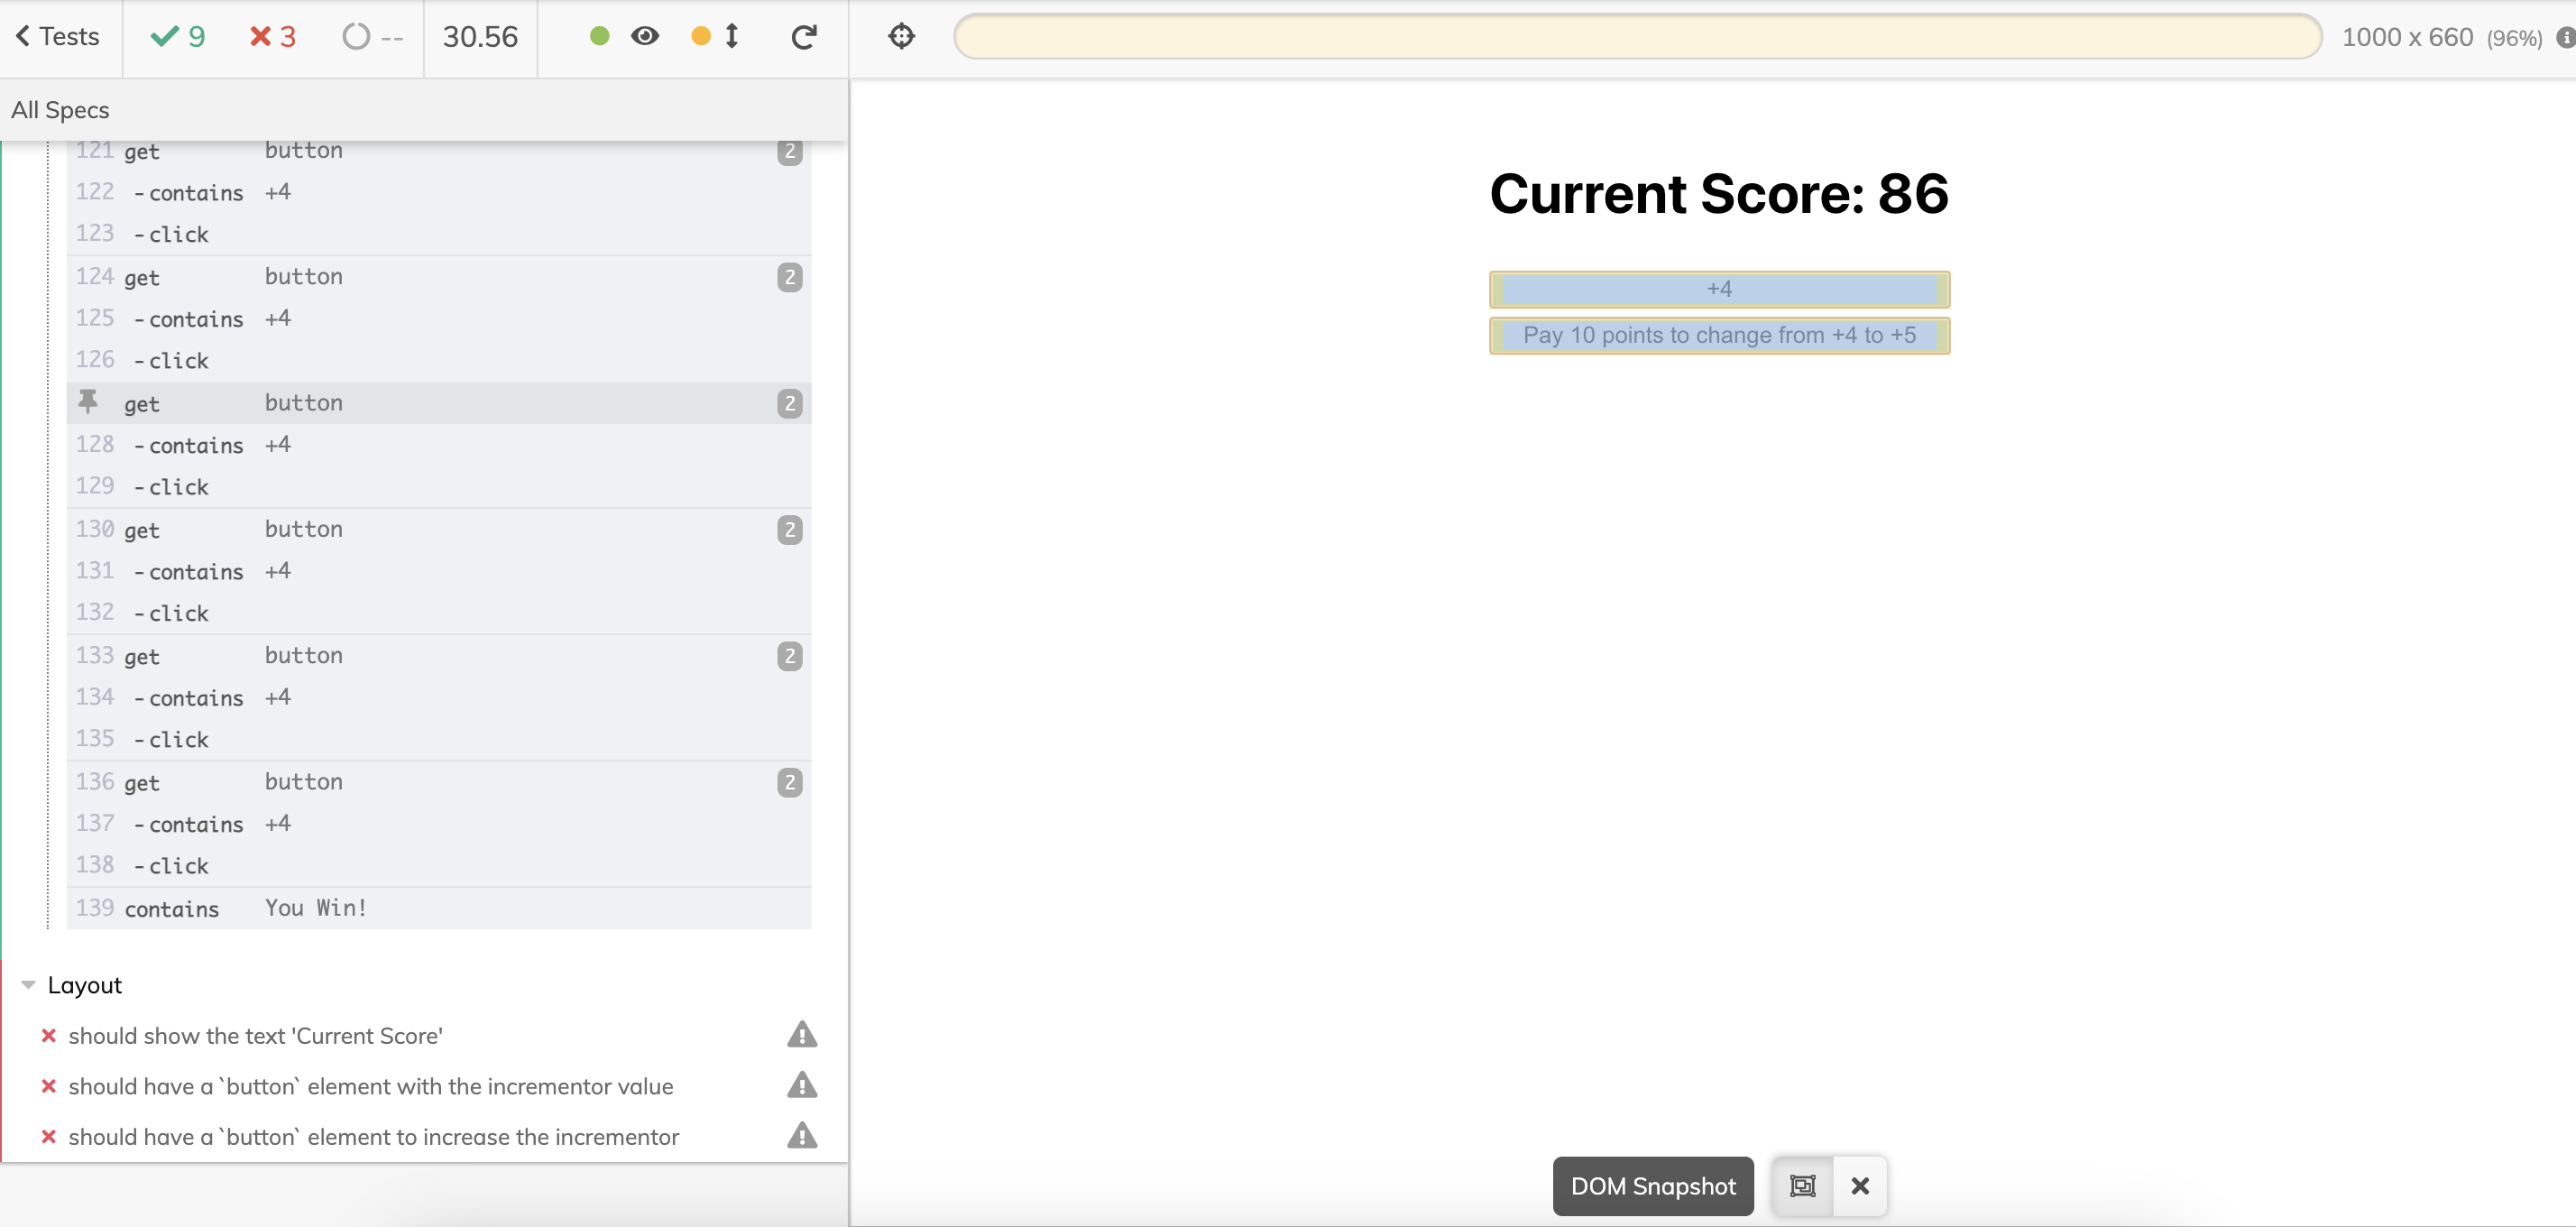 Tests 9 3 -- 30.56 1000 x 660 (96%)
All Specs
121 get button 2
122 -contains +4
123 -click
124 get button 2
125 -contains +4
126 -click
get button 2
128 -contains +4
129 -click
130 get button 2
131 -contains +4
132 -click
133 get button 2
134 -contains +4
135 -click
136 get button 2
137 -contains +4
138 -click
139 contains You Win!
Layout
should show the text 'Current Score'
should have a `button` element with the incrementor value
should have a `button` element to increase the incrementor
Current Score: 86
+4
Pay 10 points to change from +4 to +5
DOM Snapshot